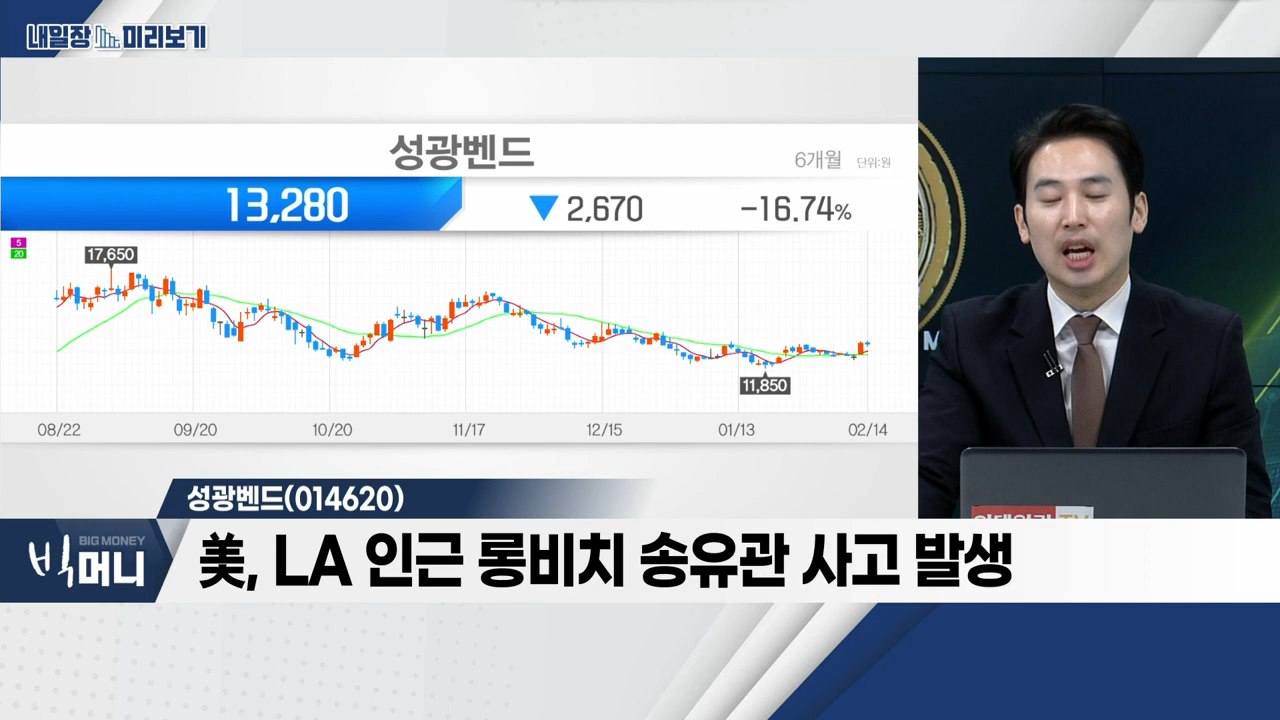 내일장 미리보기
성광벤드
6개월 단위:원
13,280 ▼ 2,670 -16.74%
5
20
17,650
11,850
08/22 09/20 10/20 11/17 12/15 01/13 02/14
M
성광벤드(014620)
BIG MONEY
빅머니
美, LA 인근 롱비치 송유관 사고 발생